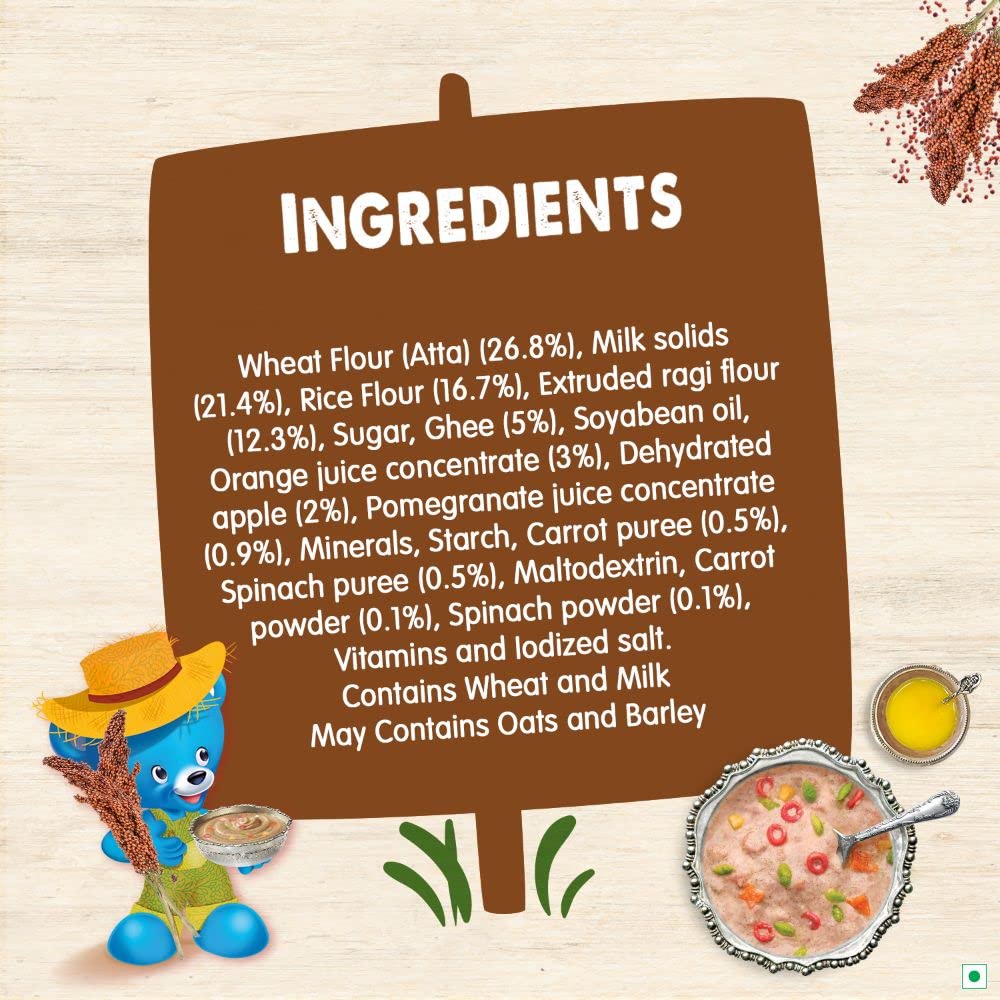 INGREDIENTS
Wheat Flour (Atta) (26.8%), Milk solids
(21.4%), Rice Flour (16.7%), Extruded ragi flour
(12.3%), Sugar, Ghee (5%), Soyabean oil,
Orange juice concentrate (3%), Dehydrated
apple (2%), Pomegranate juice concentrate
(0.9%), Minerals, Starch, Carrot puree (0.5%),
Spinach puree (0.5%), Maltodextrin, Carrot
powder (0.1%), Spinach powder (0.1%),
Vitamins and Iodized salt.
Contains Wheat and Milk
May Contains Oats and Barley